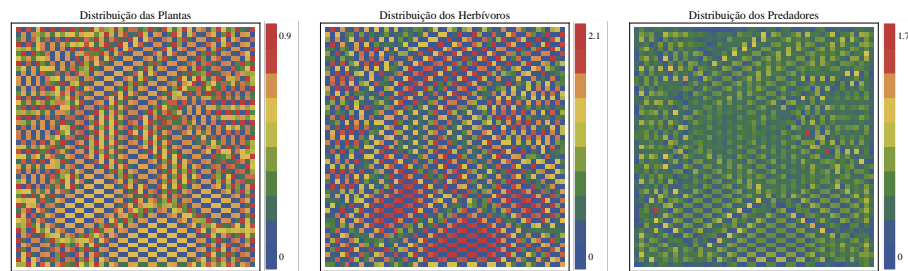 Distribuição das Plantas
0.9
0
Distribuição dos Herbívoros
2.1
0
Distribuição dos Predadores
1.7
0